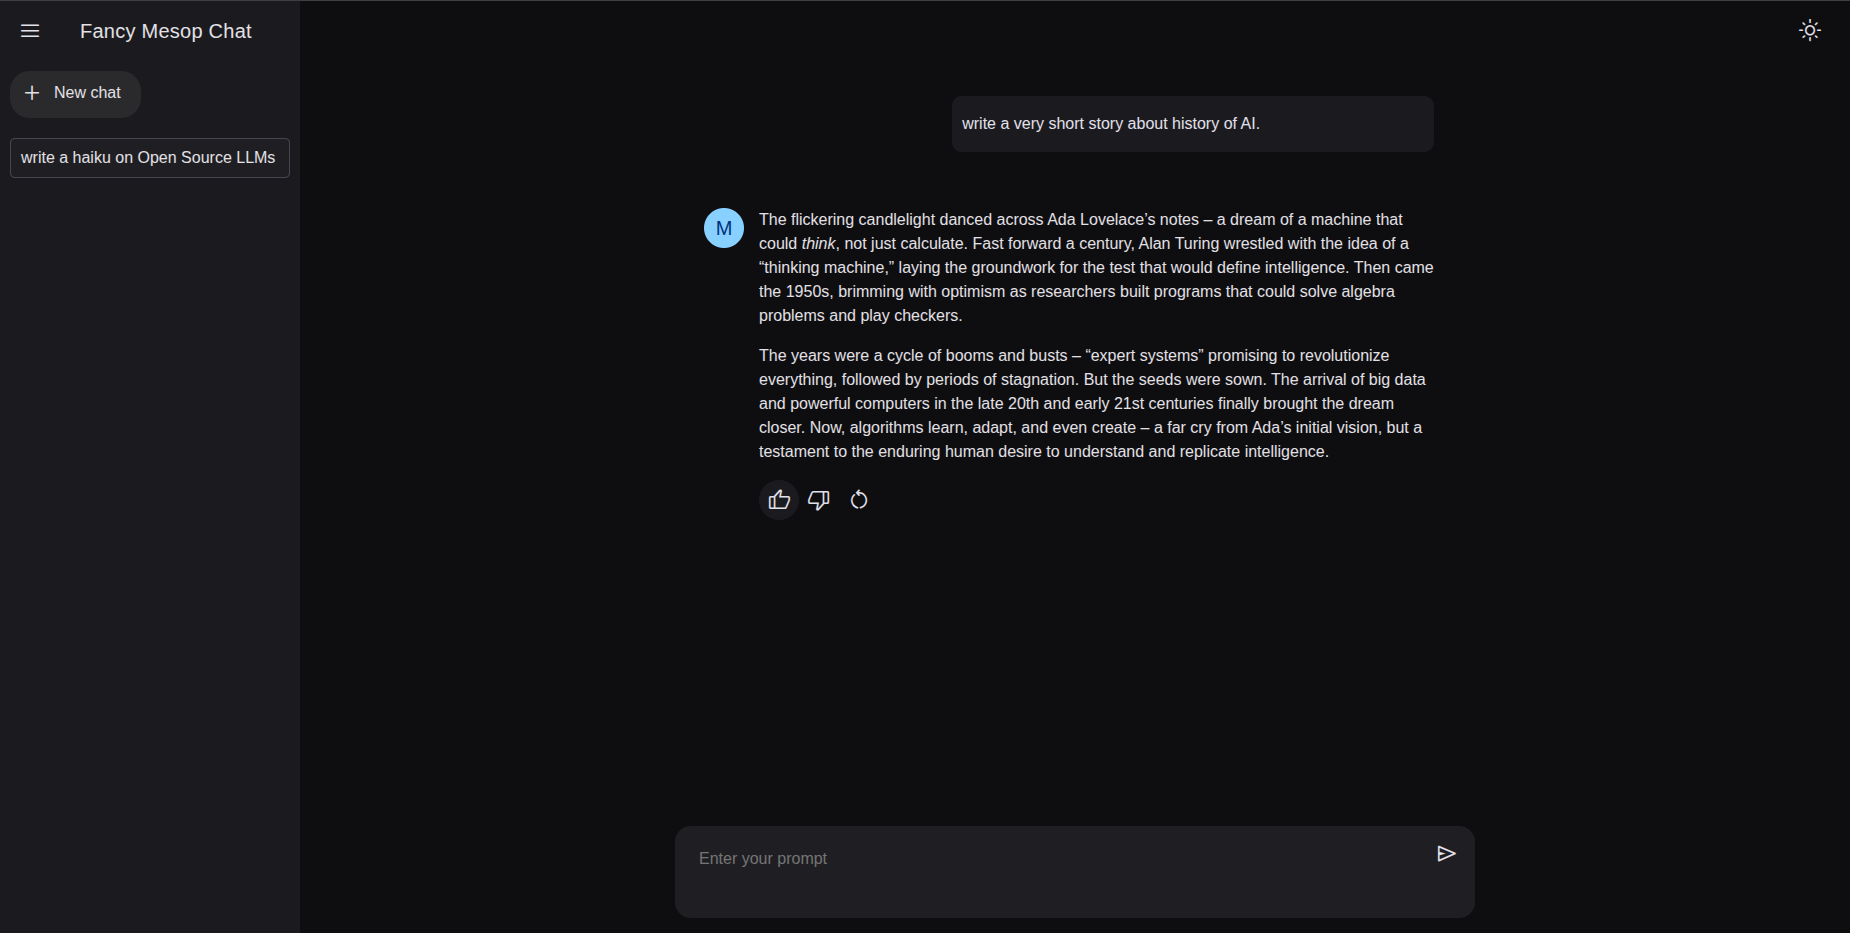 Fancy Mesop Chat
New chat
write a haiku on Open Source LLMs
write a very short story about history of AI.
M
The flickering candlelight danced across Ada Lovelace’s notes – a dream of a machine that
could think, not just calculate. Fast forward a century, Alan Turing wrestled with the idea of a
“thinking machine,” laying the groundwork for the test that would define intelligence. Then came
the 1950s, brimming with optimism as researchers built programs that could solve algebra
problems and play checkers.
The years were a cycle of booms and busts – “expert systems” promising to revolutionize
everything, followed by periods of stagnation. But the seeds were sown. The arrival of big data
and powerful computers in the late 20th and early 21st centuries finally brought the dream
closer. Now, algorithms learn, adapt, and even create – a far cry from Ada’s initial vision, but a
testament to the enduring human desire to understand and replicate intelligence.
Enter your prompt